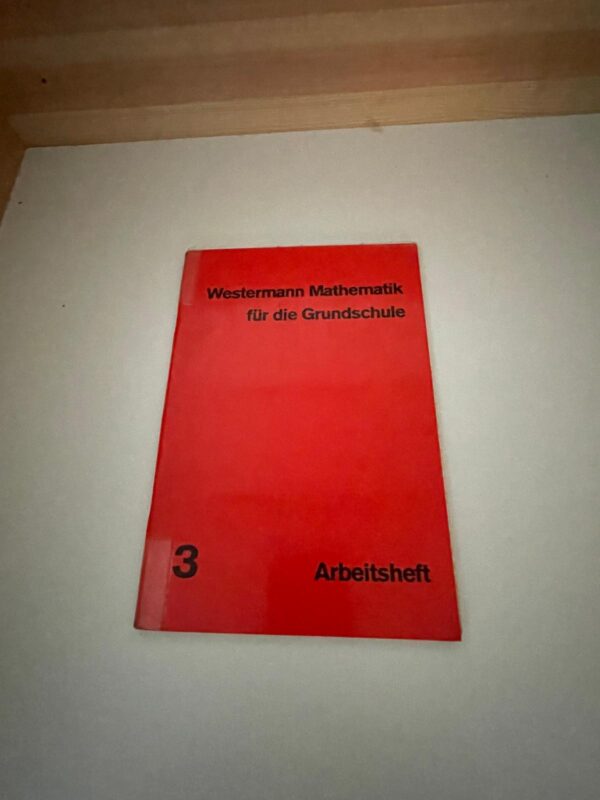 Westermann Mathematik
für die Grundschule
3 Arbeitsheft